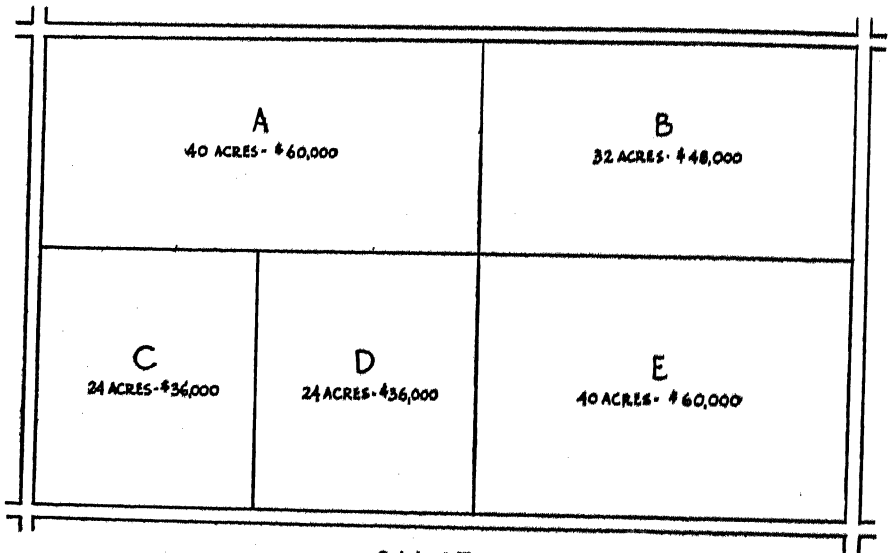 A
40 ACRES - $60,000
B
32 ACRES - $48,000
C
24 ACRES - $36,000
D
24 ACRES - $36,000
E
40 ACRES - $60,000